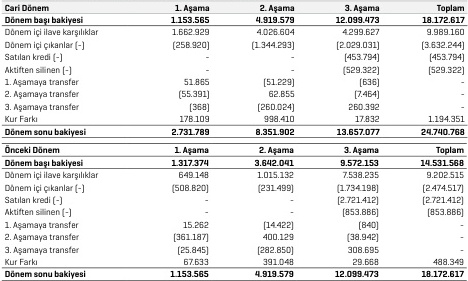 Cari Dönem 1. Aşama 2. Aşama 3. Aşama Toplam
Dönem başı bakiyesi 1.153.565 4.919.579 12.099.473 18.172.617
Dönem içi ilave karşılıklar 1.662.929 4.026.604 4.299.627 9.989.160
Dönem içi çıkanlar (-) (258.920) (1.344.293) (2.029.031) (3.632.244)
Satılan kredi (-) - - (453.794) (453.794)
Aktiften silinen (-) - - (529.322) (529.322)
1. Aşamaya transfer 51.865 (51.229) (636) -
2. Aşamaya transfer (55.391) 62.855 (7.464) -
3. Aşamaya transfer (368) (260.024) 260.392 -
Kur Farkı 178.109 998.410 17.832 1.194.351
Dönem sonu bakiyesi 2.731.789 8.351.902 13.657.077 24.740.768
Önceki Dönem 1. Aşama 2. Aşama 3. Aşama Toplam
Dönem başı bakiyesi 1.317.374 3.642.041 9.572.153 14.531.568
Dönem içi ilave karşılıklar 649.148 1.015.132 7.538.235 9.202.515
Dönem içi çıkanlar (-) (508.820) (231.499) (1.734.198) (2.474.517)
Satılan kredi (-) - - (2.721.412) (2.721.412)
Aktiften silinen (-) - - (853.886) (853.886)
1. Aşamaya transfer 15.262 (14.422) (840) -
2. Aşamaya transfer (361.187) 400.129 (38.942) -
3. Aşamaya transfer (25.845) (282.850) 308.695 -
Kur Farkı 67.633 391.048 29.668 488.349
Dönem sonu bakiyesi 1.153.565 4.919.579 12.099.473 18.172.617